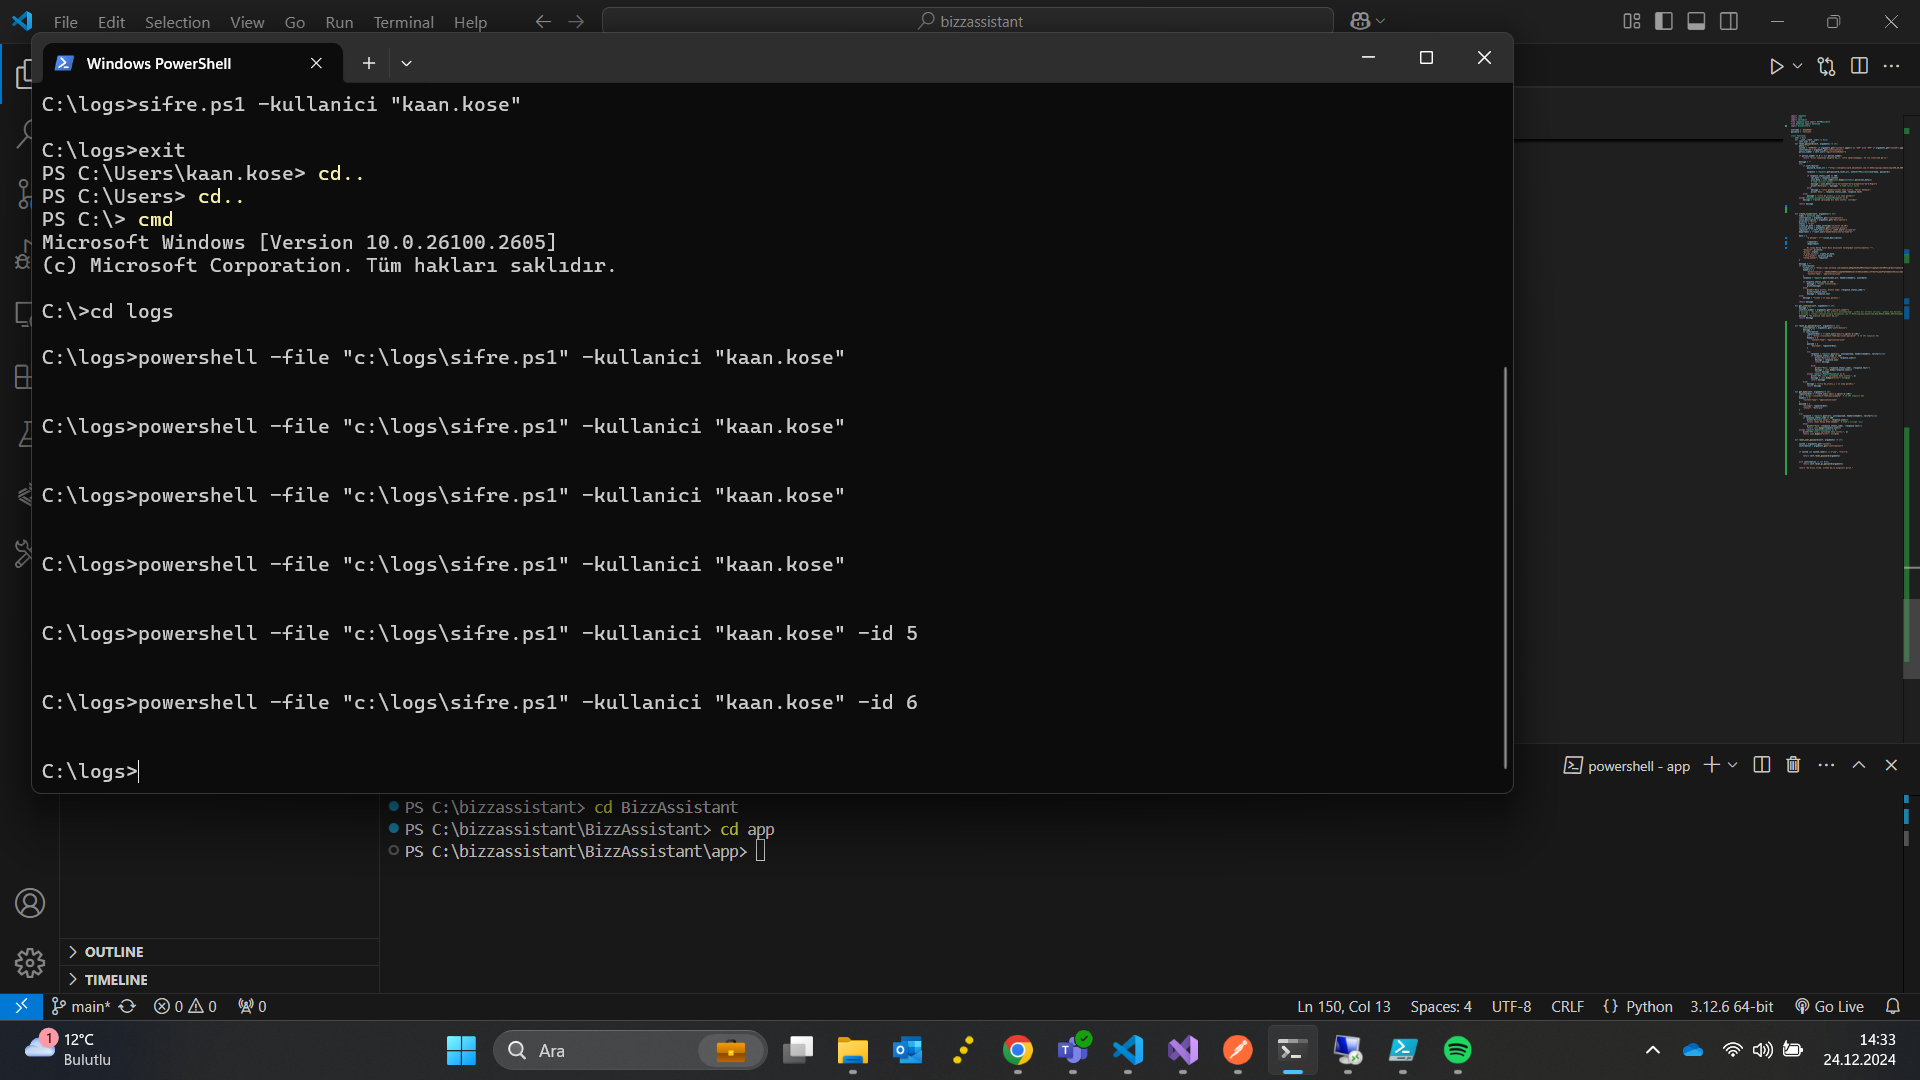 File Edit Selection View Go Run Terminal Help
bizzassistant
Windows PowerShell
C:\logs>sifre.ps1 -kullanici "kaan.kose"
C:\logs>exit
PS C:\Users\kaan.kose> cd..
PS C:\Users> cd..
PS C:\> cmd
Microsoft Windows [Version 10.0.26100.2605]
(c) Microsoft Corporation. Tüm hakları saklıdır.
C:\>cd logs
C:\logs>powershell -file "c:\logs\sifre.ps1" -kullanici "kaan.kose"
C:\logs>powershell -file "c:\logs\sifre.ps1" -kullanici "kaan.kose"
C:\logs>powershell -file "c:\logs\sifre.ps1" -kullanici "kaan.kose"
C:\logs>powershell -file "c:\logs\sifre.ps1" -kullanici "kaan.kose"
C:\logs>powershell -file "c:\logs\sifre.ps1" -kullanici "kaan.kose" -id 5
C:\logs>powershell -file "c:\logs\sifre.ps1" -kullanici "kaan.kose" -id 6
C:\logs>
powershell - app
PS C:\bizzassistant> cd BizzAssistant
PS C:\bizzassistant\BizzAssistant> cd app
PS C:\bizzassistant\BizzAssistant\app>
OUTLINE
TIMELINE
main* 0 0 0
Ln 150, Col 13 Spaces: 4 UTF-8 CRLF {} Python 3.12.6 64-bit Go Live
1
12°C
Bulutlu
Ara
14:33
24.12.2024